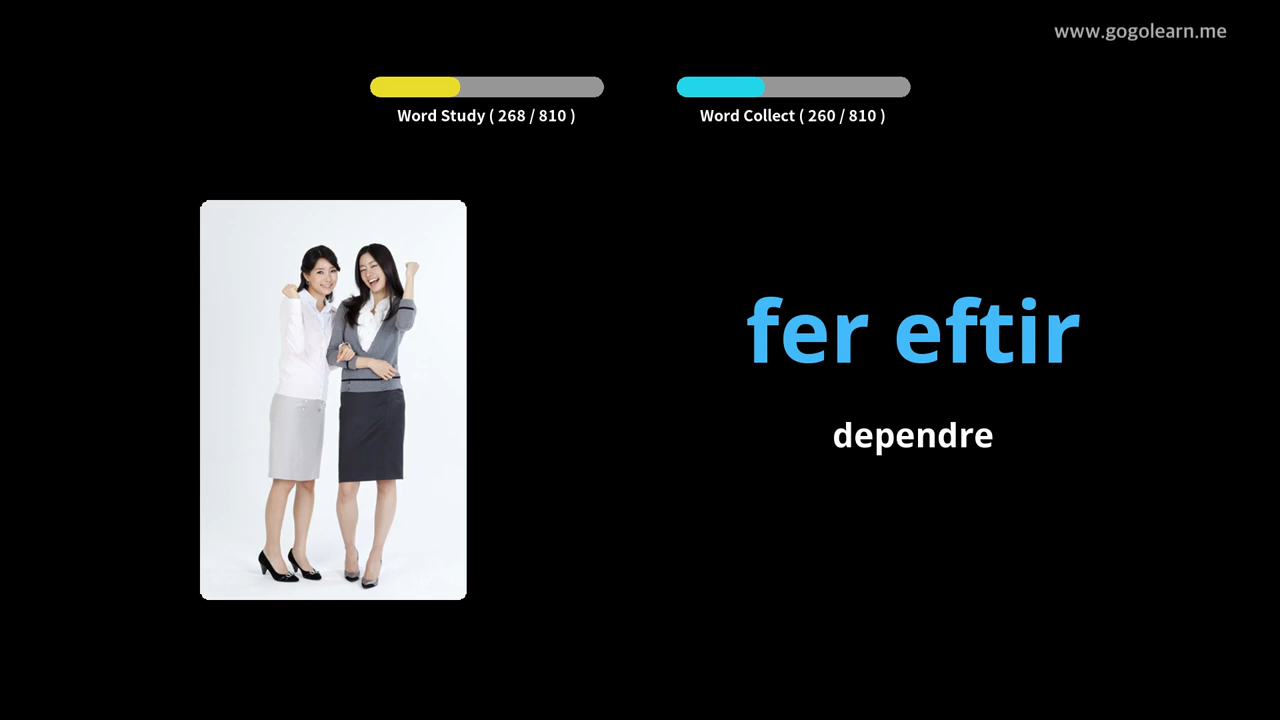 www.gogolearn.me
Word Study ( 268 / 810 )
Word Collect ( 260 / 810 )
fer eftir
dependre